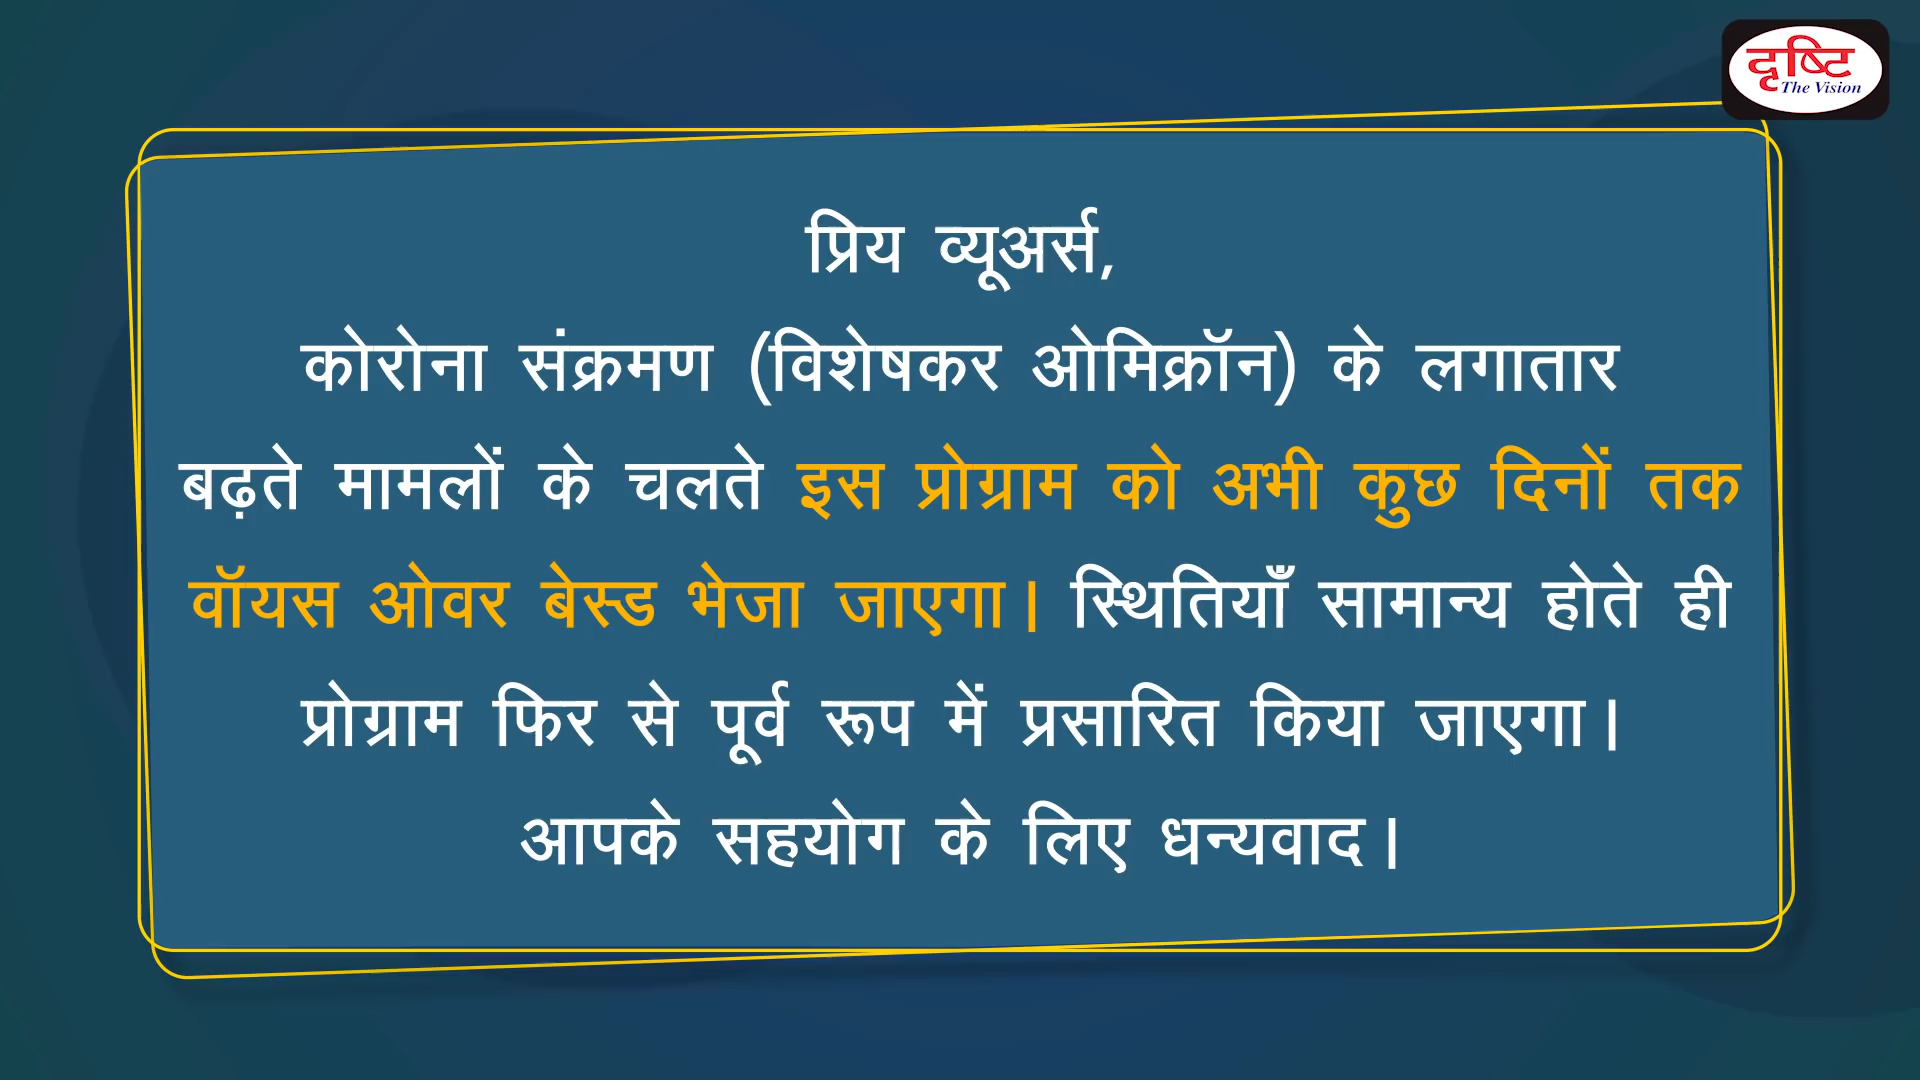 दृष्टि
The Vision
प्रिय व्यूअर्स,
कोरोना संक्रमण (विशेषकर ओमिक्रॉन) के लगातार
बढ़ते मामलों के चलते इस प्रोग्राम को अभी कुछ दिनों तक
वॉयस ओवर बेस्ड भेजा जाएगा। स्थितियाँ सामान्य होते ही
प्रोग्राम फिर से पूर्व रूप में प्रसारित किया जाएगा।
आपके सहयोग के लिए धन्यवाद।